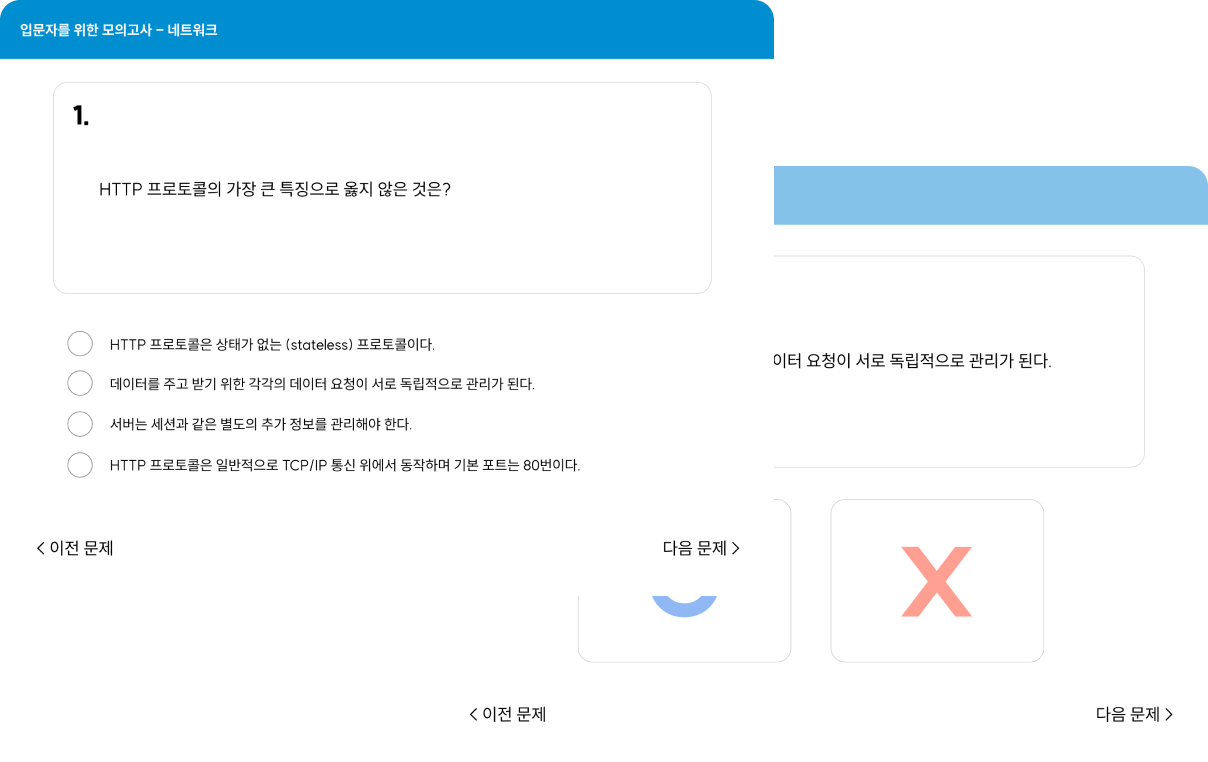 입문자를 위한 모의고사 - 네트워크
1.
HTTP 프로토콜의 가장 큰 특징으로 옳지 않은 것은?
HTTP 프로토콜은 상태가 없는 (stateless) 프로토콜이다.
데이터를 주고 받기 위한 각각의 데이터 요청이 서로 독립적으로 관리가 된다.
서버는 세션과 같은 별도의 추가 정보를 관리해야 한다.
HTTP 프로토콜은 일반적으로 TCP/IP 통신 위에서 동작하며 기본 포트는 80번이다.
< 이전 문제
다음 문제 >
이터 요청이 서로 독립적으로 관리가 된다.
X
< 이전 문제
다음 문제 >